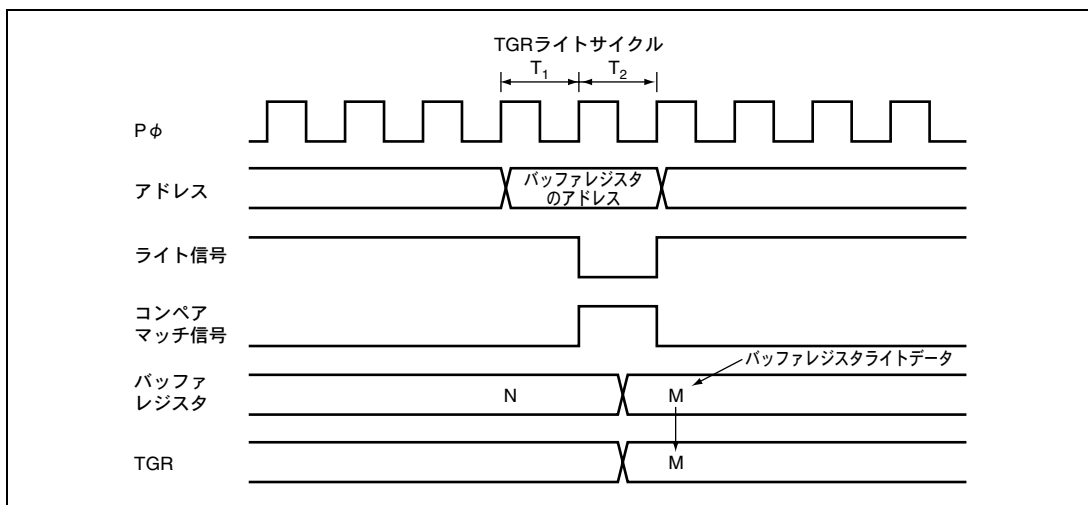 TGRライトサイクル
T1 T2
Pφ
アドレス
バッファレジスタ
のアドレス
ライト信号
コンペア
マッチ信号
バッファレジスタライトデータ
バッファ
レジスタ
N M
TGR
M